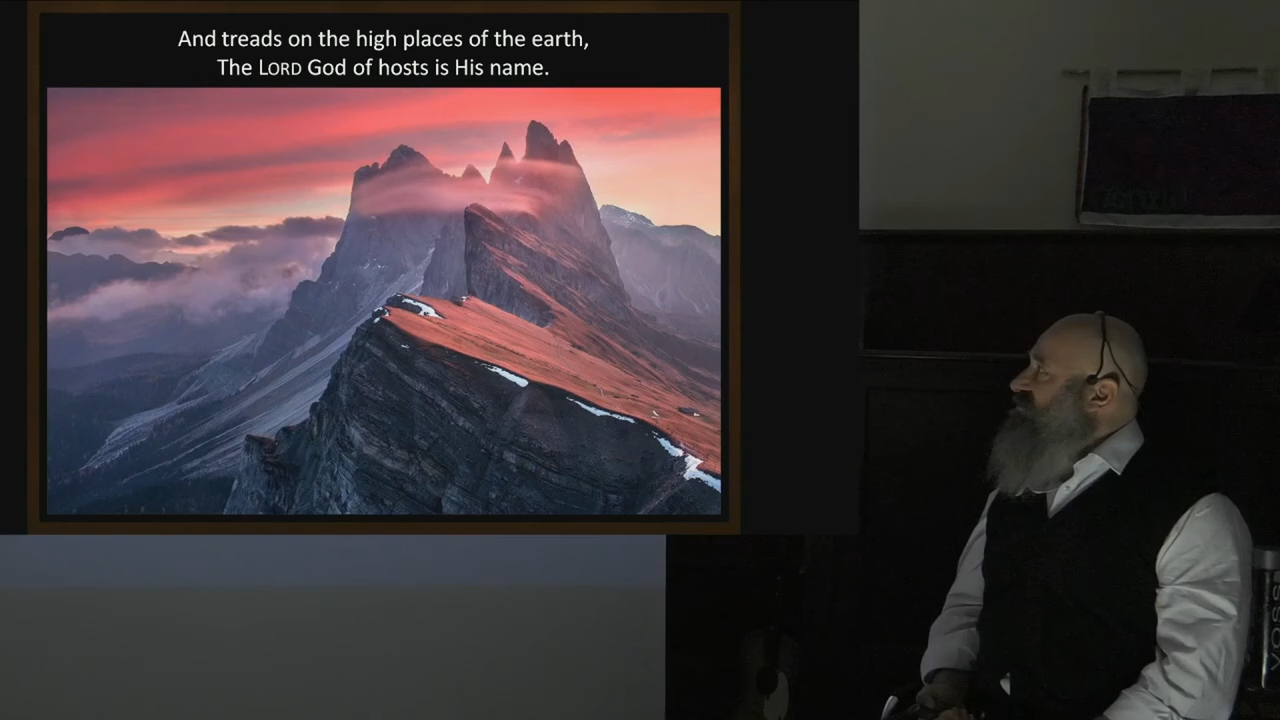 And treads on the high places of the earth,
The LORD God of hosts is His name.